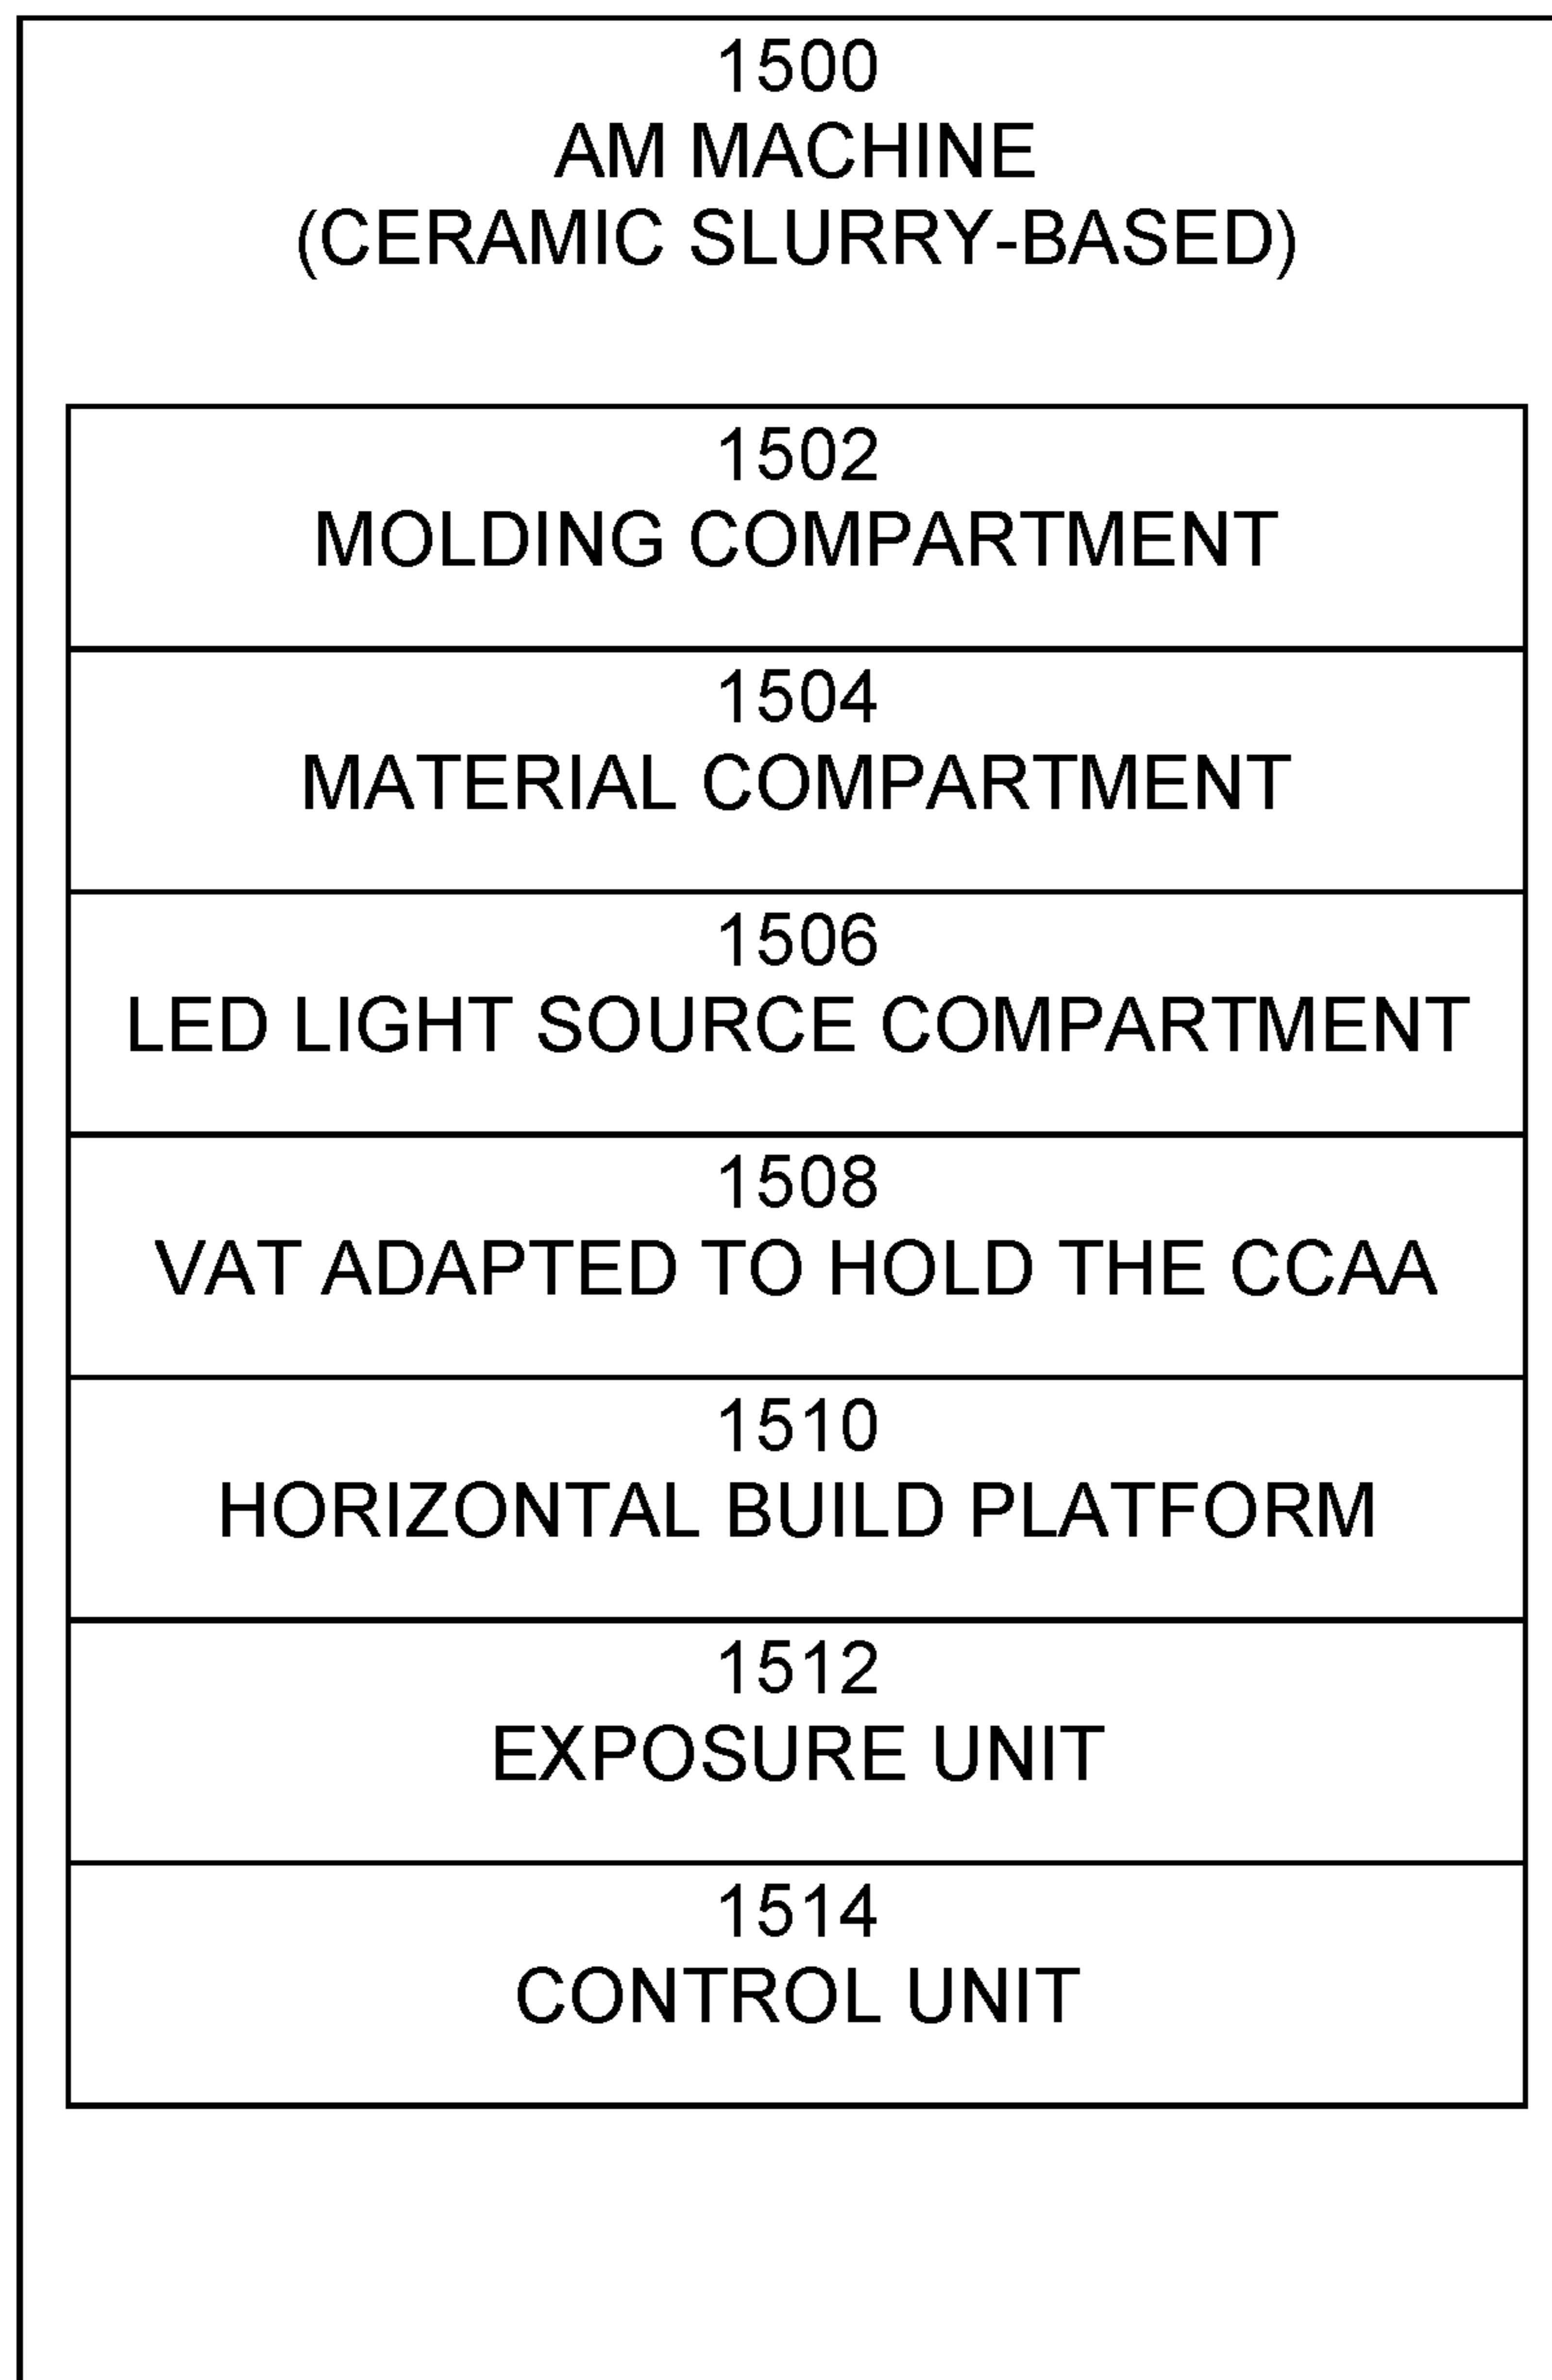 1500
AM MACHINE
(CERAMIC SLURRY-BASED)
1502
MOLDING COMPARTMENT
1504
MATERIAL COMPARTMENT
1506
LED LIGHT SOURCE COMPARTMENT
1508
VAT ADAPTED TO HOLD THE CCAA
1510
HORIZONTAL BUILD PLATFORM
1512
EXPOSURE UNIT
1514
CONTROL UNIT